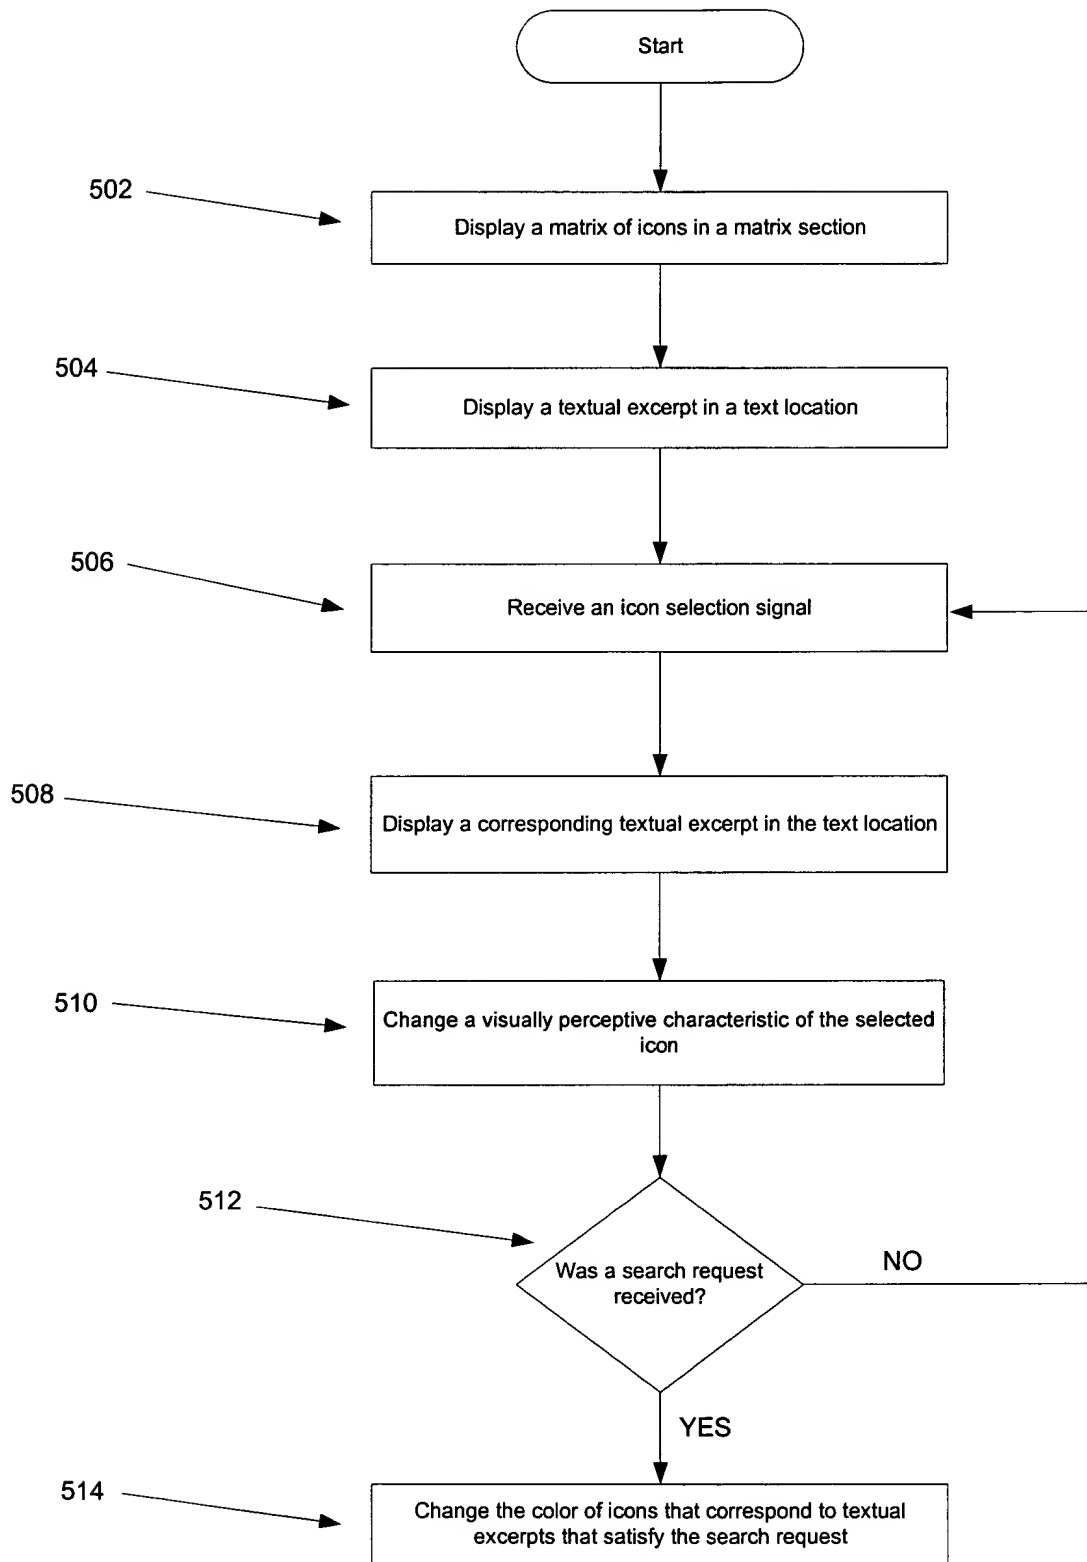 Start
502
Display a matrix of icons in a matrix section
504
Display a textual excerpt in a text location
506
Receive an icon selection signal
508
Display a corresponding textual excerpt in the text location
510
Change a visually perceptive characteristic of the selected
icon
512
Was a search request
received?
NO
YES
514
Change the color of icons that correspond to textual
excerpts that satisfy the search request